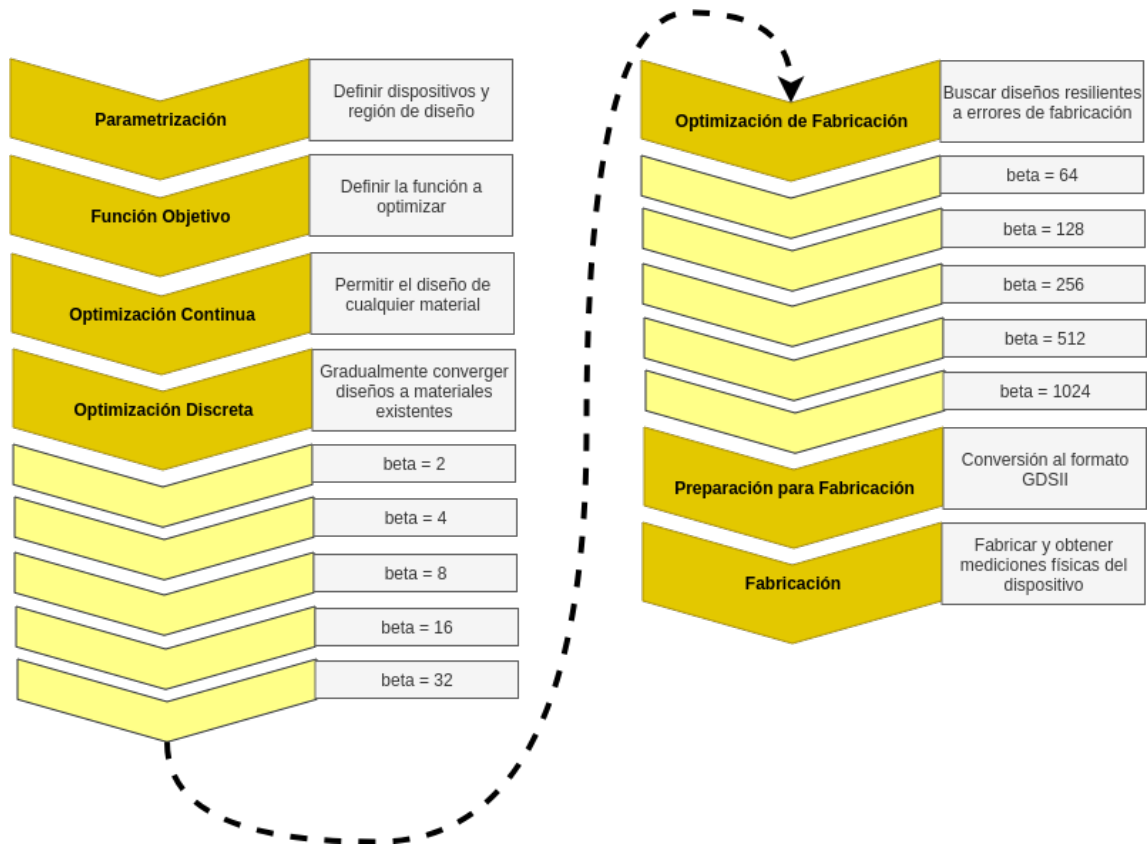 Parametrización
Definir dispositivos y
región de diseño
Función Objetivo
Definir la función a
optimizar
Optimización Continua
Permitir el diseño de
cualquier material
Optimización Discreta
Gradualmente converger
diseños a materiales
existentes
beta = 2
beta = 4
beta = 8
beta = 16
beta = 32
Optimización de Fabricación
Buscar diseños resilientes
a errores de fabricación
beta = 64
beta = 128
beta = 256
beta = 512
beta = 1024
Preparación para Fabricación
Conversión al formato
GDSII
Fabricación
Fabricar y obtener
mediciones físicas del
dispositivo